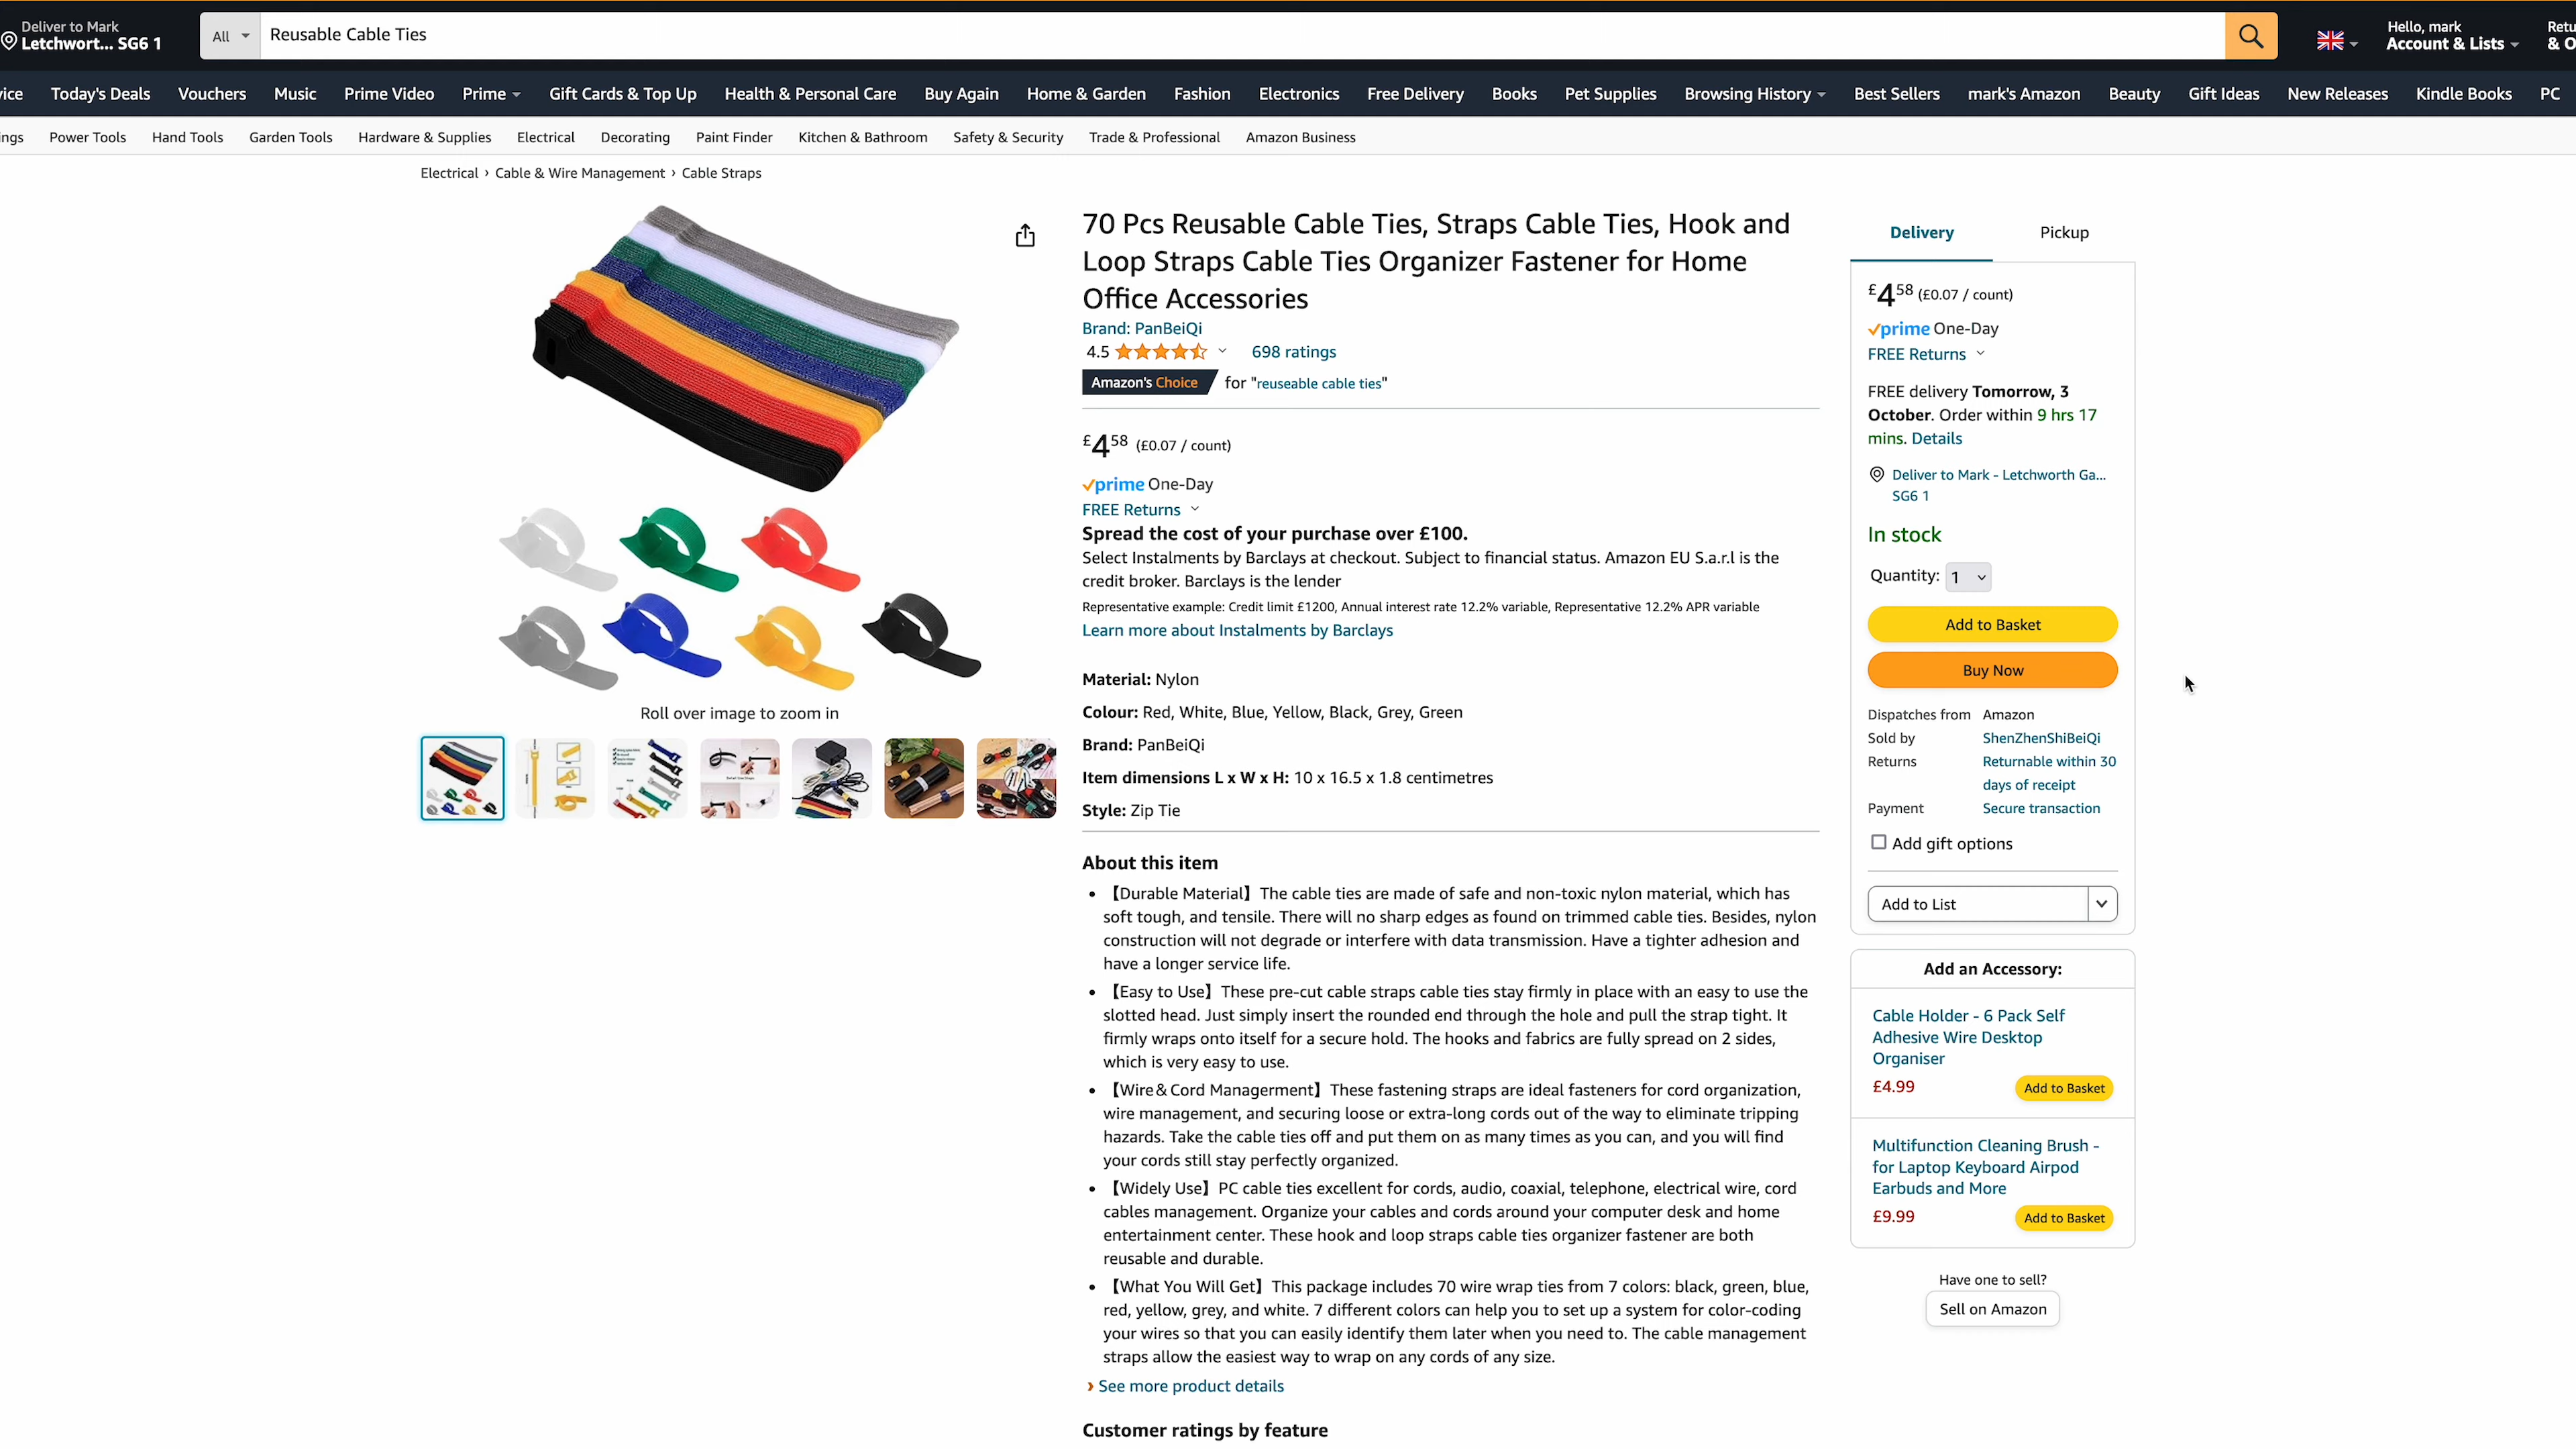 Deliver to Mark
Letchwort... SG6 1
All
Reusable Cable Ties
Hello, mark
Account & Lists
Retu
& O
vice Today's Deals Vouchers Music Prime Video Prime Gift Cards & Top Up Health & Personal Care Buy Again Home & Garden Fashion Electronics Free Delivery Books Pet Supplies Browsing History Best Sellers mark's Amazon Beauty Gift Ideas New Releases Kindle Books PC
ings Power Tools Hand Tools Garden Tools Hardware & Supplies Electrical Decorating Paint Finder Kitchen & Bathroom Safety & Security Trade & Professional Amazon Business
Electrical › Cable & Wire Management › Cable Straps
Roll over image to zoom in
70 Pcs Reusable Cable Ties, Straps Cable Ties, Hook and
Loop Straps Cable Ties Organizer Fastener for Home
Office Accessories
Brand: PanBeiQi
4.5 698 ratings
Amazon's Choice for "reuseable cable ties"
£458 (£0.07 / count)
prime One-Day
FREE Returns
Spread the cost of your purchase over £100.
Select Instalments by Barclays at checkout. Subject to financial status. Amazon EU S.a.r.l is the
credit broker. Barclays is the lender
Representative example: Credit limit £1200, Annual interest rate 12.2% variable, Representative 12.2% APR variable
Learn more about Instalments by Barclays
Material: Nylon
Colour: Red, White, Blue, Yellow, Black, Grey, Green
Brand: PanBeiQi
Item dimensions L x W x H: 10 x 16.5 x 1.8 centimetres
Style: Zip Tie
About this item
• 【Durable Material】The cable ties are made of safe and non-toxic nylon material, which has
soft tough, and tensile. There will no sharp edges as found on trimmed cable ties. Besides, nylon
construction will not degrade or interfere with data transmission. Have a tighter adhesion and
have a longer service life.
• 【Easy to Use】These pre-cut cable straps cable ties stay firmly in place with an easy to use the
slotted head. Just simply insert the rounded end through the hole and pull the strap tight. It
firmly wraps onto itself for a secure hold. The hooks and fabrics are fully spread on 2 sides,
which is very easy to use.
• 【Wire＆Cord Managerment】These fastening straps are ideal fasteners for cord organization,
wire management, and securing loose or extra-long cords out of the way to eliminate tripping
hazards. Take the cable ties off and put them on as many times as you can, and you will find
your cords still stay perfectly organized.
• 【Widely Use】PC cable ties excellent for cords, audio, coaxial, telephone, electrical wire, cord
cables management. Organize your cables and cords around your computer desk and home
entertainment center. These hook and loop straps cable ties organizer fastener are both
reusable and durable.
• 【What You Will Get】This package includes 70 wire wrap ties from 7 colors: black, green, blue,
red, yellow, grey, and white. 7 different colors can help you to set up a system for color-coding
your wires so that you can easily identify them later when you need to. The cable management
straps allow the easiest way to wrap on any cords of any size.
› See more product details
Customer ratings by feature
Delivery Pickup
£458 (£0.07 / count)
prime One-Day
FREE Returns
FREE delivery Tomorrow, 3
October. Order within 9 hrs 17
mins. Details
Deliver to Mark - Letchworth Ga...
SG6 1
In stock
Quantity: 1
Add to Basket
Buy Now
Dispatches from Amazon
Sold by ShenZhenShiBeiQi
Returns Returnable within 30
days of receipt
Payment Secure transaction
Add gift options
Add to List
Add an Accessory:
Cable Holder - 6 Pack Self
Adhesive Wire Desktop
Organiser
£4.99 Add to Basket
Multifunction Cleaning Brush -
for Laptop Keyboard Airpod
Earbuds and More
£9.99 Add to Basket
Have one to sell?
Sell on Amazon